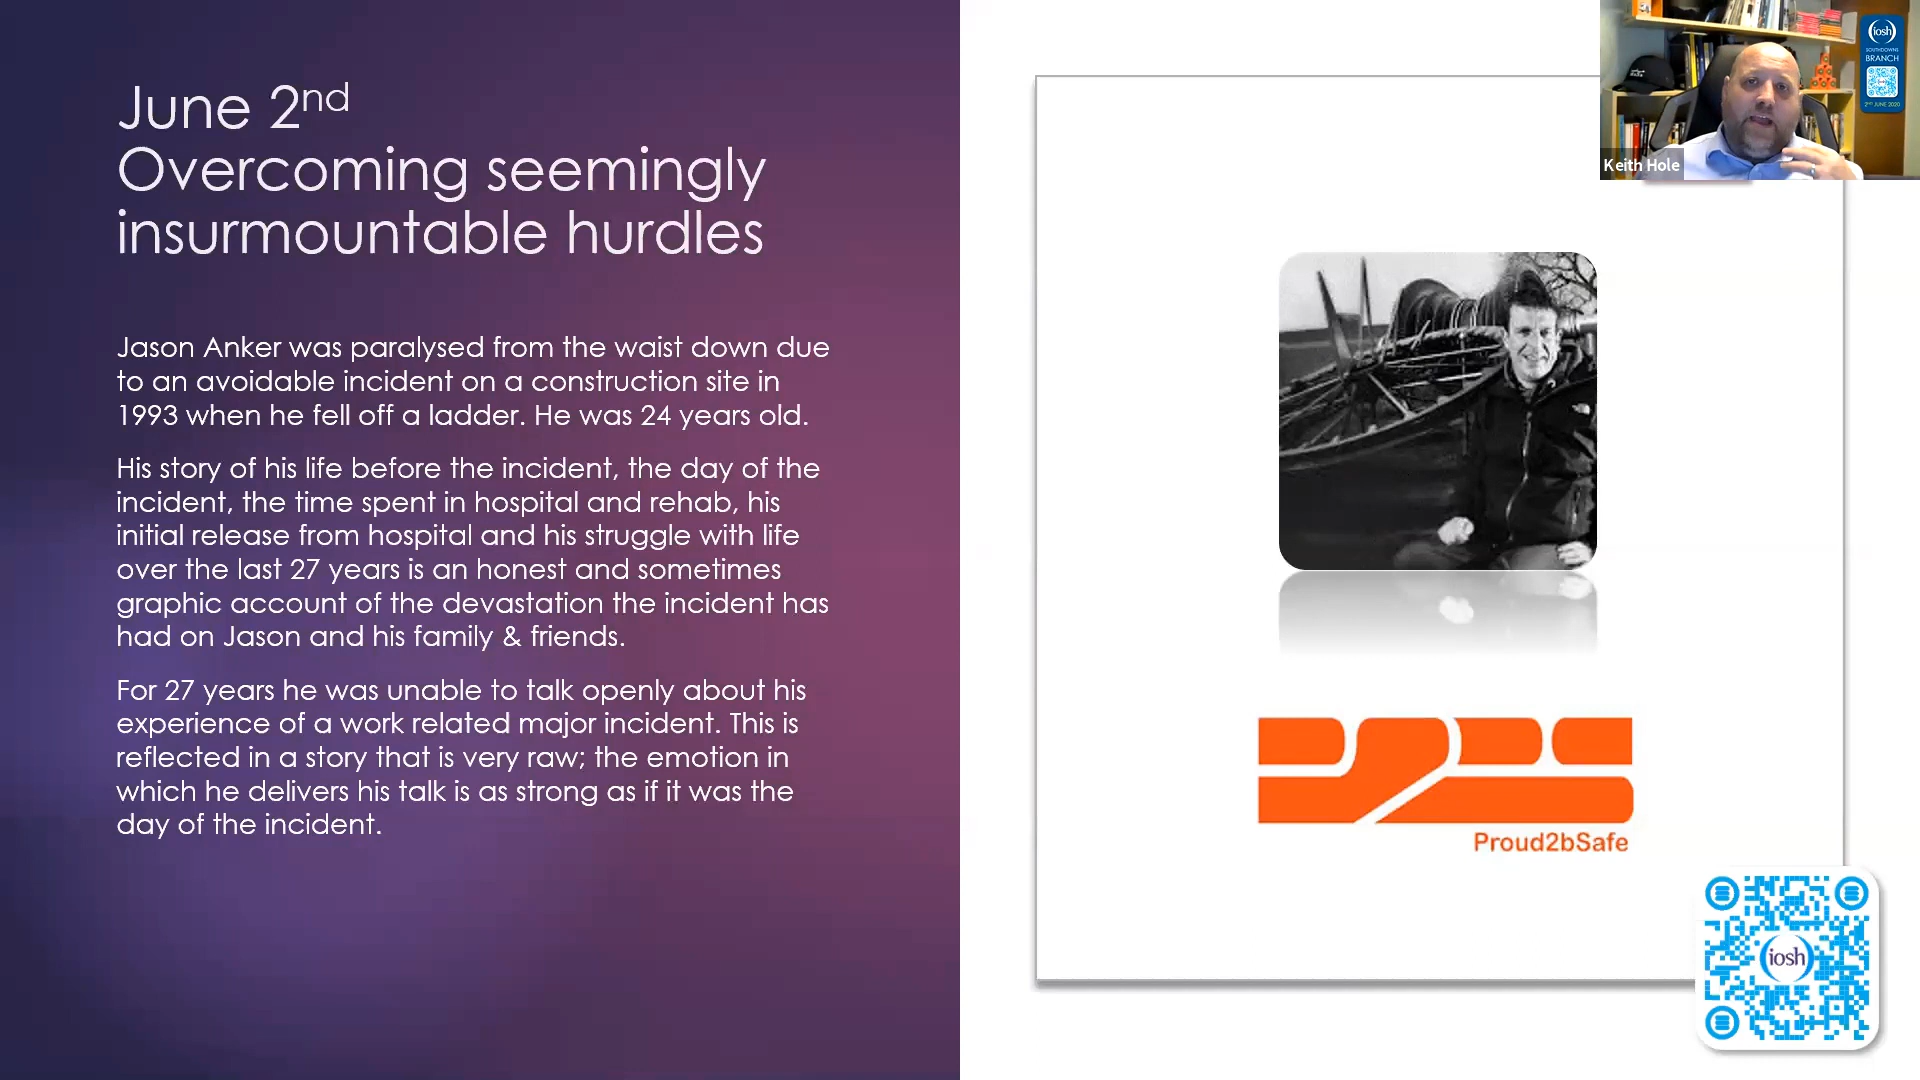 June 2nd
Overcoming seemingly
insurmountable hurdles
Jason Anker was paralysed from the waist down due
to an avoidable incident on a construction site in
1993 when he fell off a ladder. He was 24 years old.
His story of his life before the incident, the day of the
incident, the time spent in hospital and rehab, his
initial release from hospital and his struggle with life
over the last 27 years is an honest and sometimes
graphic account of the devastation the incident has
had on Jason and his family & friends.
For 27 years he was unable to talk openly about his
experience of a work related major incident. This is
reflected in a story that is very raw; the emotion in
which he delivers his talk is as strong as if it was the
day of the incident.
Keith Hole
iosh
SOUTHDOWNS
BRANCH
2ND JUNE 2020
Proud2bSafe
iosh